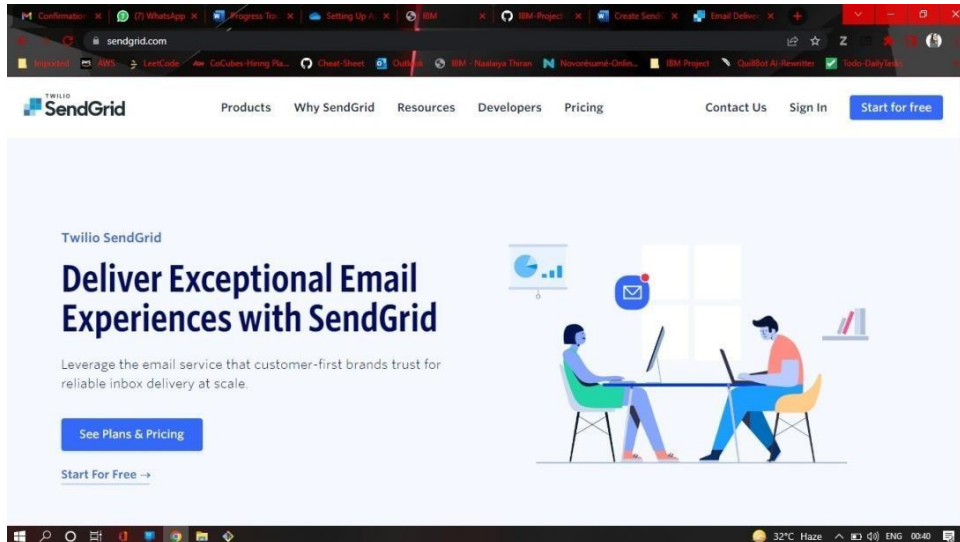 Confirmation
(7) WhatsApp
Progress Tra
Setting Up A
IBM
IBM-Project
Create Send
Email Deliver
sendgrid.com
Imported
AWS
LeetCode
CoCubes-Hiring Pla...
Cheat-Sheet
Outlook
IBM - Naalaiya Thiran
Novorésumé-Onlin...
IBM Project
QuillBot AI-Rewritter
Todo-DailyTasks
TWILIO
SendGrid
Products
Why SendGrid
Resources
Developers
Pricing
Contact Us
Sign In
Start for free
Twilio SendGrid
Deliver Exceptional Email
Experiences with SendGrid
Leverage the email service that customer-first brands trust for
reliable inbox delivery at scale.
See Plans & Pricing
Start For Free →
32°C Haze
ENG
00:40